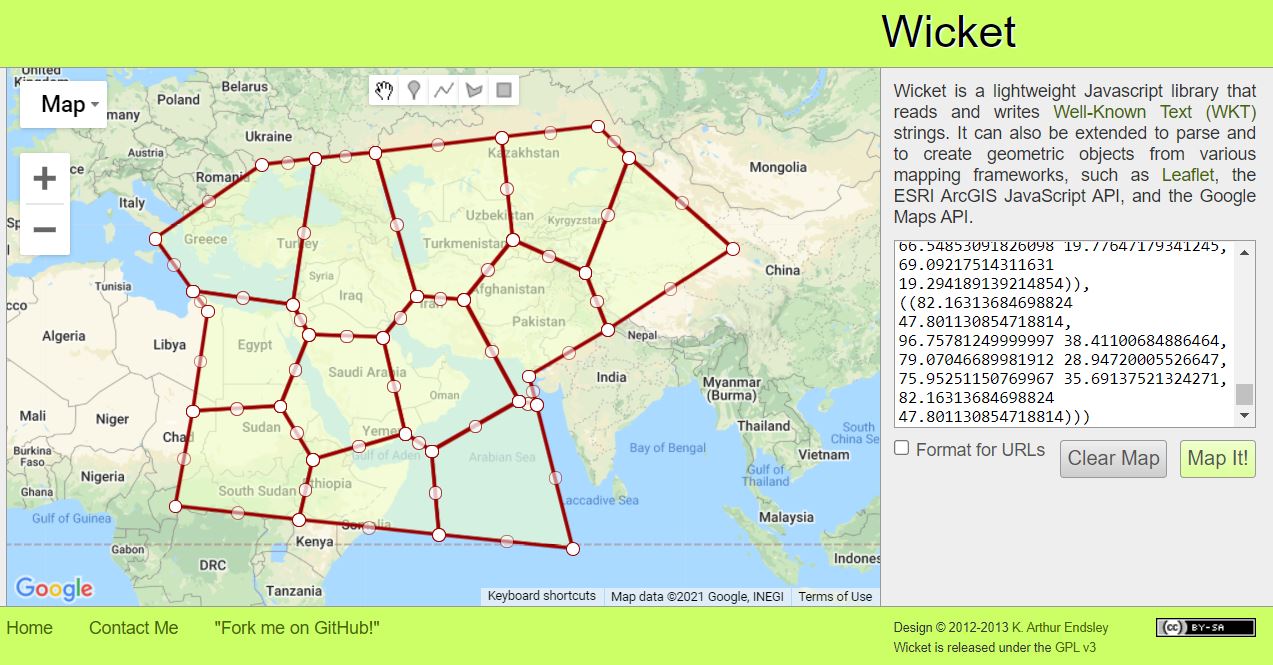 Wicket
United
Kingdom
Map
Belarus
Poland
many
Ukraine
Austria
Romania
Italy
Greece
Turkey
Kazakhstan
Mongolia
Uzbekistan
Kyrgyzstan
Turkmenistan
Syria
Iraq
Iran
Afghanistan
China
Tunisia
Pakistan
Nepal
Algeria
Libya
Egypt
Saudi Arabia
Oman
India
Myanmar
(Burma)
Mali
Niger
Chad
Sudan
Yemen
Gulf of Aden
Arabian Sea
Bay of Bengal
Thailand
South
China Se
Vietnam
Burkina
Faso
Nigeria
Ghana
South Sudan
Ethiopia
Gulf of
Thailand
Laccadive Sea
Gulf of Guinea
Somalia
Malaysia
Gabon
Kenya
DRC
Indones
Tanzania
Google
Keyboard shortcuts
Map data ©2021 Google, INEGI
Terms of Use
Wicket is a lightweight Javascript library that
reads and writes Well-Known Text (WKT)
strings. It can also be extended to parse and
to create geometric objects from various
mapping frameworks, such as Leaflet, the
ESRI ArcGIS JavaScript API, and the Google
Maps API.
66.54853091826098 19.77647179341245,
69.09217514311631
19.294189139214854)),
((82.16313684698824
47.801130854718814,
96.75781249999997 38.41100684886464,
79.07046689981912 28.94720005526647,
75.95251150769967 35.69137521324271,
82.16313684698824
47.801130854718814)))
Format for URLs
Clear Map
Map It!
Home
Contact Me
"Fork me on GitHub!"
Design © 2012-2013 K. Arthur Endsley
Wicket is released under the GPL v3
cc BY-SA